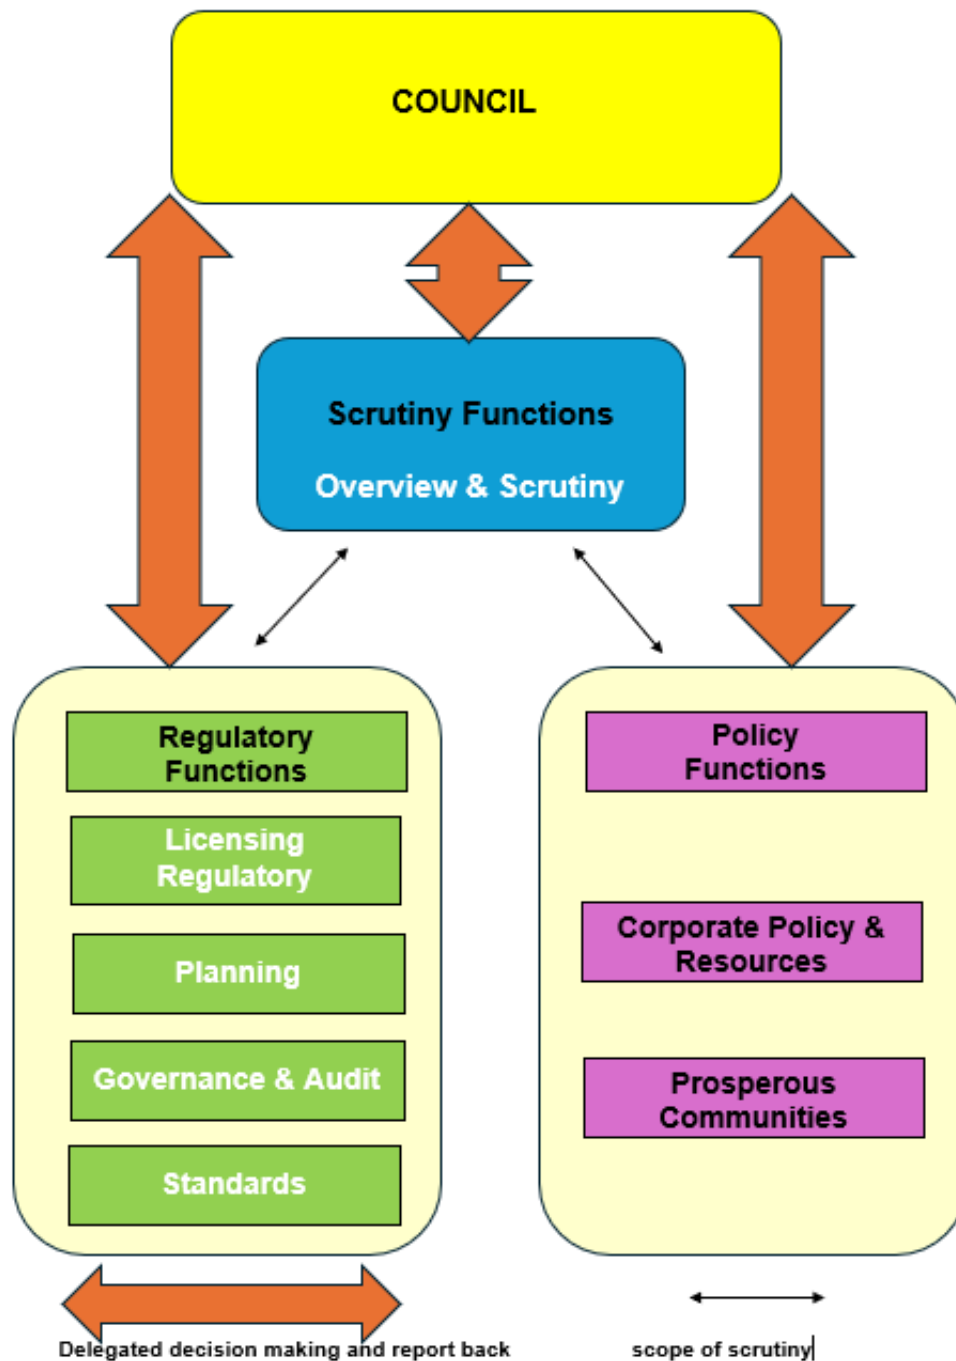 COUNCIL
Scrutiny Functions
Overview & Scrutiny
Regulatory
Functions
Licensing
Regulatory
Planning
Governance & Audit
Standards
Policy
Functions
Corporate Policy &
Resources
Prosperous
Communities
Delegated decision making and report back
scope of scrutiny